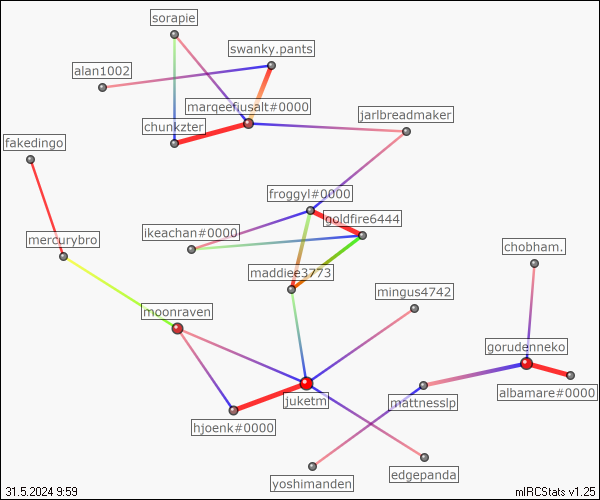 sorapie
swanky.pants
alan1002
marqeefiusalt#0000
jarlbreadmaker
chunkzter
fakedingo
froggyl#0000
goldfire6444
ikeachan#0000
mercurybro
chobham.
maddiee3773
mingus4742
moonraven
gorudenneko
albamare#0000
juketm
mattnesslp
hjoenk#0000
edgepanda
yoshimanden
31.5.2024 9:59
mIRCStats v1.25